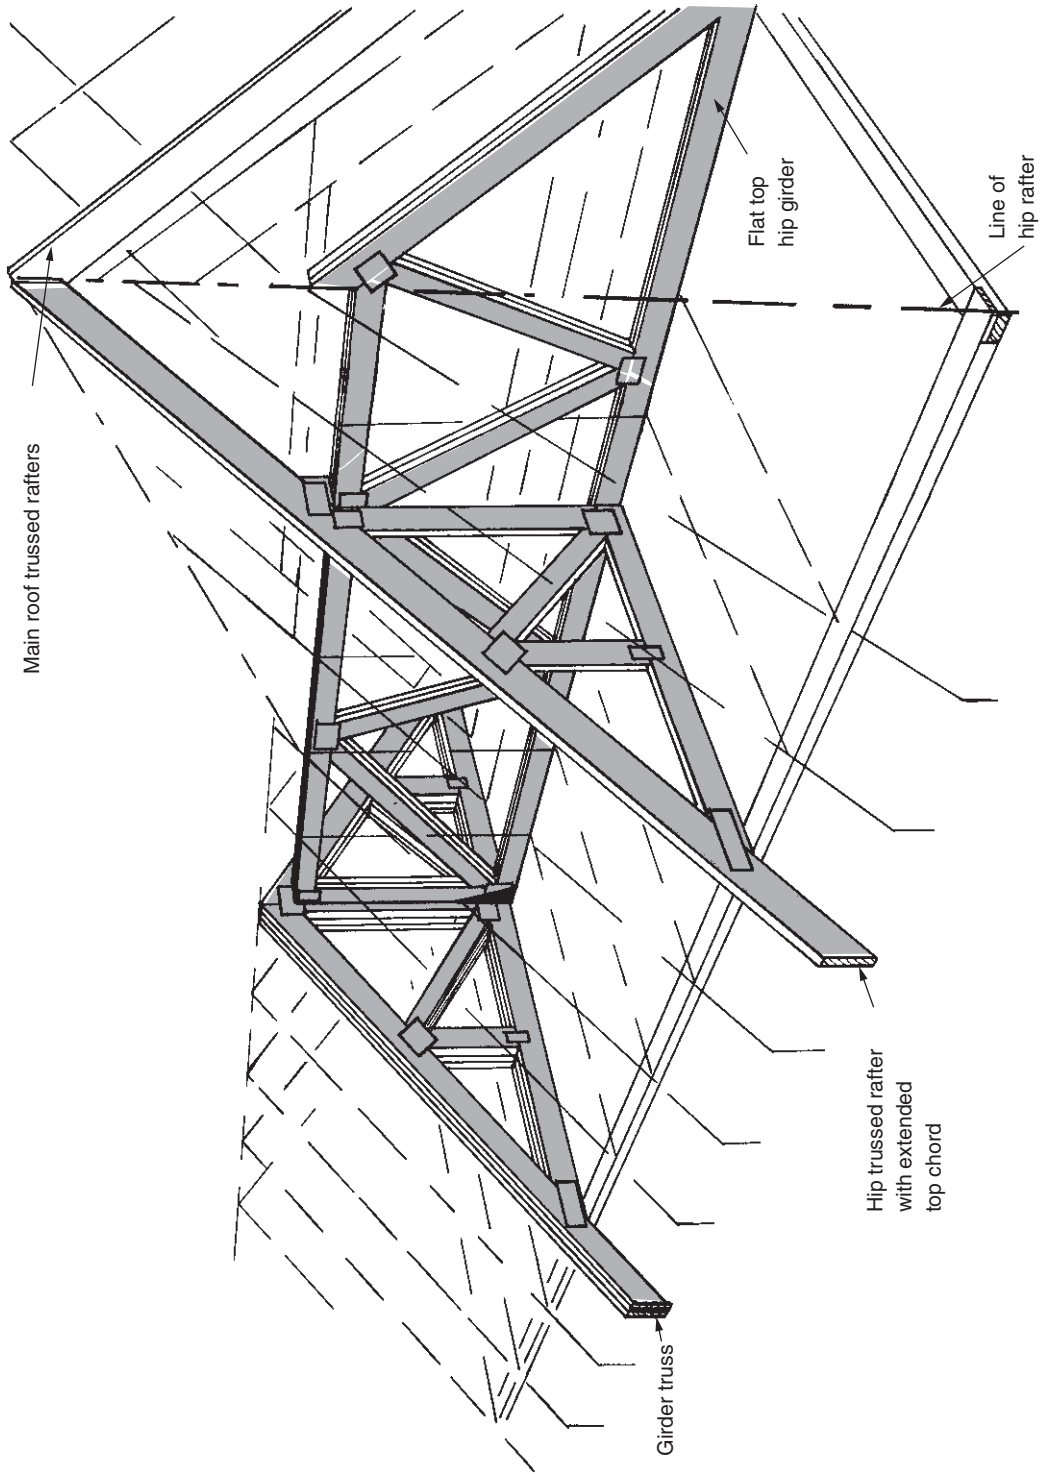 Main roof trussed rafters
Flat top
hip girder
Line of
hip rafter
Hip trussed rafter
with extended
top chord
Girder truss